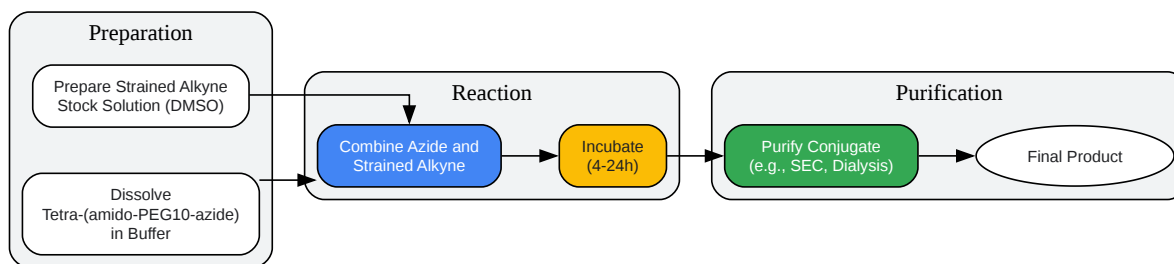 Preparation
Prepare Strained Alkyne
Stock Solution (DMSO)
Dissolve
Tetra-(amido-PEG10-azide)
in Buffer
Reaction
Combine Azide and
Strained Alkyne
Incubate
(4-24h)
Purification
Purify Conjugate
(e.g., SEC, Dialysis)
Final Product